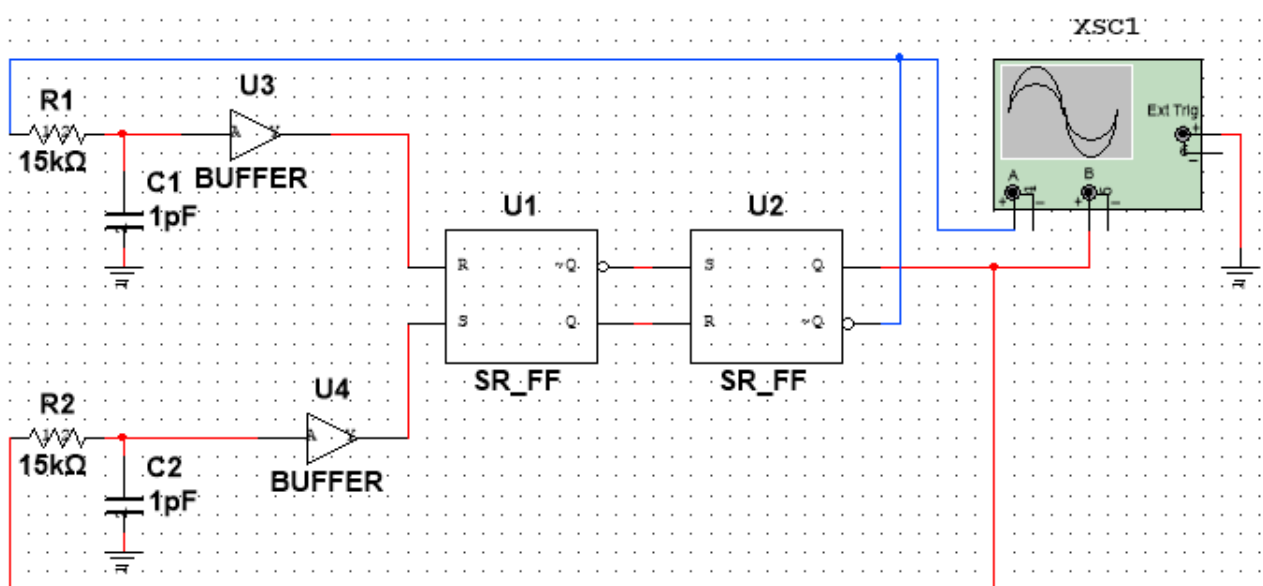 XSC1
U3
R1
Ext Trig
+
A
Y
15kΩ
BUFFER
C1
1pF
A
B
+
−
+
−
−
U1
U2
R
~Q
S
Q
S
Q
R
~Q
SR_FF
SR_FF
U4
R2
A
Y
15kΩ
BUFFER
C2
1pF